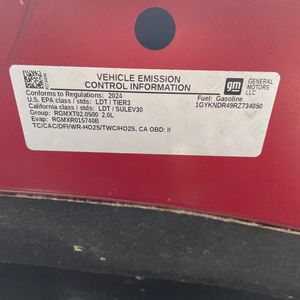 VEHICLE EMISSION
CONTROL INFORMATION
gm
GENERAL
MOTORS LLC
Conforms to Regulations: 2024
Fuel: Gasoline
U.S. EPA class / stds: LDT / TIER3
1GYKNDR49RZ734050
California class / stds: LDT / SULEV30
Group: RGMXT02.0500 2.0L
Evap: RGMXR015740B
TC/CAC/DFI/WR-HO2S/TWC/HO2S, CA OBD: II